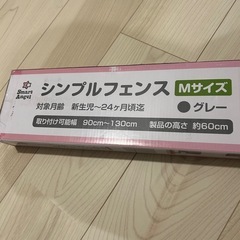 Smart Angel
シンプルフェンス Mサイズ
対象月齢 新生児〜24ヶ月頃迄 グレー
取り付け可能幅 90cm〜130cm 製品の高さ 約60cm